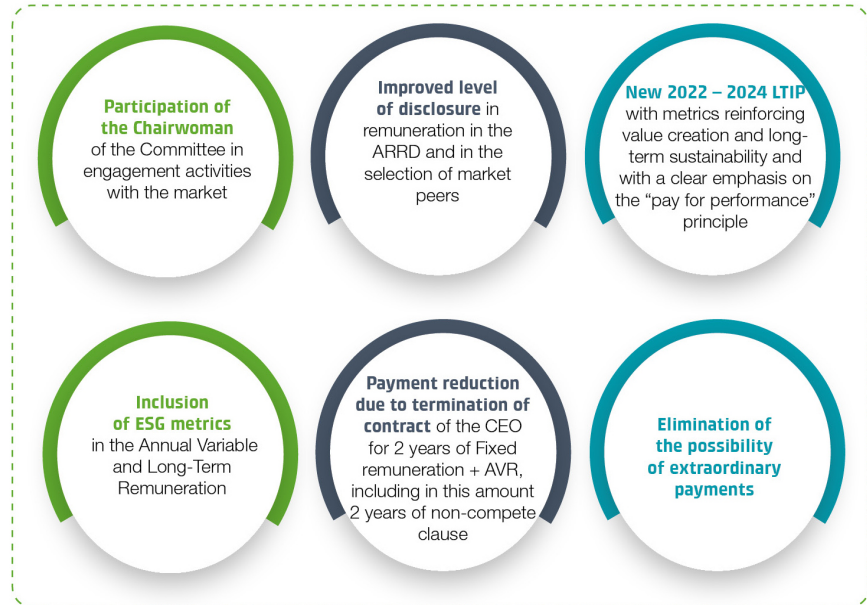 Participation of
the Chairwoman
of the Committee in
engagement activities
with the market
Improved level
of disclosure in
remuneration in the
ARRD and in the
selection of market
peers
New 2022 – 2024 LTIP
with metrics reinforcing
value creation and long-
term sustainability and
with a clear emphasis on
the “pay for performance”
principle
Inclusion
of ESG metrics
in the Annual Variable
and Long-Term
Remuneration
Payment reduction
due to termination of
contract of the CEO
for 2 years of Fixed
remuneration + AVR,
including in this amount
2 years of non-compete
clause
Elimination of
the possibility
of extraordinary
payments